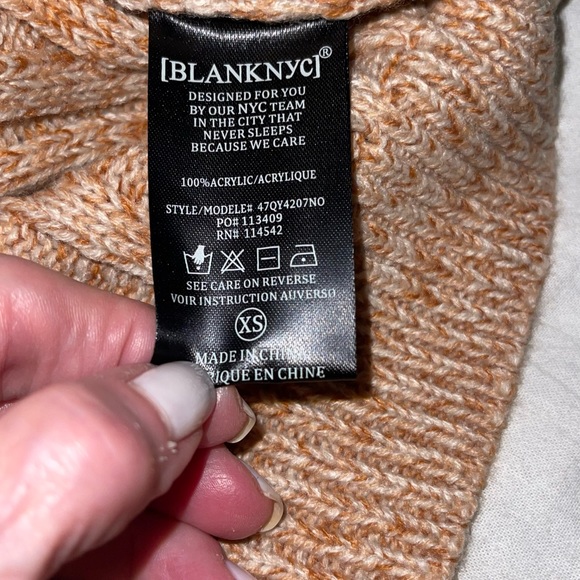 [BLANKNYC]®
DESIGNED FOR YOU
BY OUR NYC TEAM
IN THE CITY THAT
NEVER SLEEPS
BECAUSE WE CARE
100%ACRYLIC/ACRYLIQUE
STYLE/MODELE# 47QY4207NO
PO# 113409
RN# 114542
SEE CARE ON REVERSE
VOIR INSTRUCTION AUVERSO
XS
MADE IN CHINA
RIQUE EN CHINE